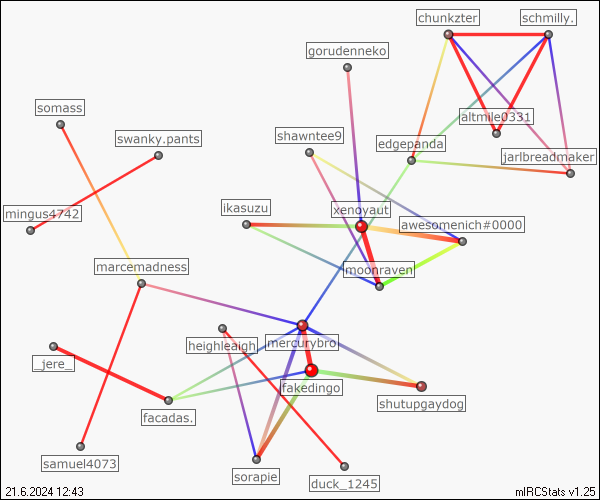 chunkzter
schmilly.
gorudenneko
somass
altmile0331
swanky.pants
shawntee9
edgepanda
jarlbreadmaker
mingus4742
ikasuzu
xenoyaut
awesomenich#0000
marcemadness
moonraven
heighleaigh
mercurybro
_jere_
fakedingo
facadas.
shutupgaydog
samuel4073
sorapie
duck_1245
21.6.2024 12:43
mIRCStats v1.25